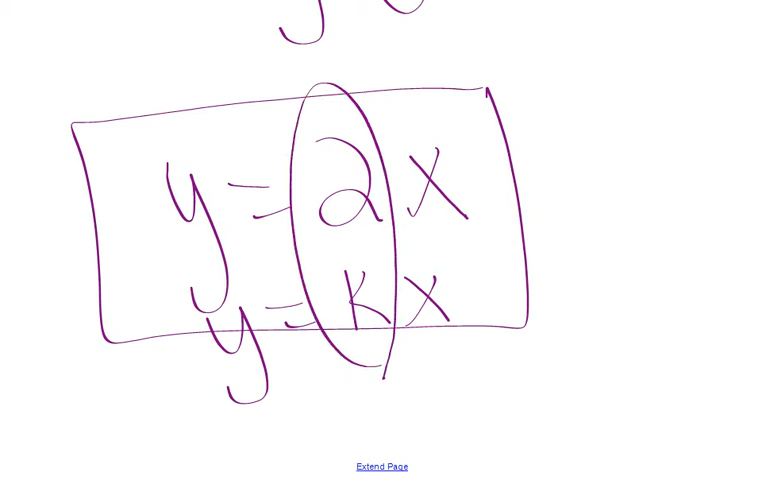 y = 2x
y = kx
Extend Page